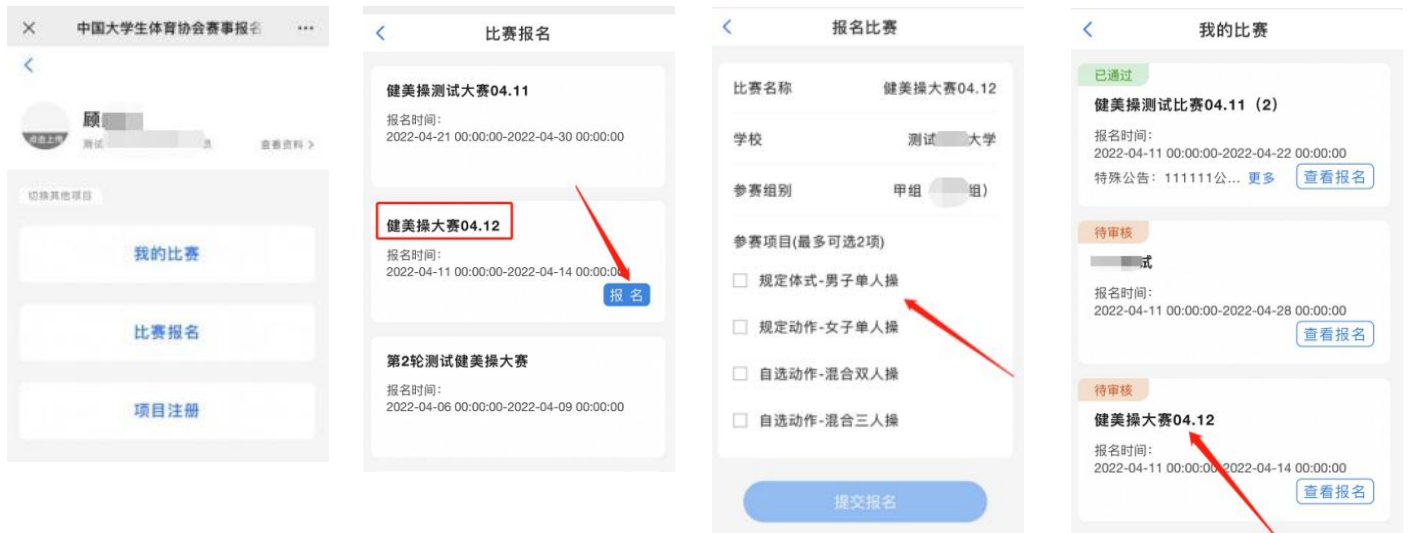 中国大学生体育协会赛事报名
顾
点击上传
测试 员
查看资料 >
切换其他项目
我的比赛
比赛报名
项目注册
比赛报名
健美操测试大赛04.11
报名时间：
2022-04-21 00:00:00-2022-04-30 00:00:00
健美操大赛04.12
报名时间：
2022-04-11 00:00:00-2022-04-14 00:00:00
报 名
第2轮测试健美操大赛
报名时间：
2022-04-06 00:00:00-2022-04-09 00:00:00
报名比赛
比赛名称 健美操大赛04.12
学校 测试 大学
参赛组别 甲组 组）
参赛项目(最多可选2项)
规定体式-男子单人操
规定动作-女子单人操
自选动作-混合双人操
自选动作-混合三人操
提交报名
我的比赛
已通过
健美操测试比赛04.11（2）
报名时间：
2022-04-11 00:00:00-2022-04-22 00:00:00
特殊公告：111111公... 更多 查看报名
待审核
试
报名时间：
2022-04-11 00:00:00-2022-04-28 00:00:00
查看报名
待审核
健美操大赛04.12
报名时间：
2022-04-11 00:00:00-2022-04-14 00:00:00
查看报名